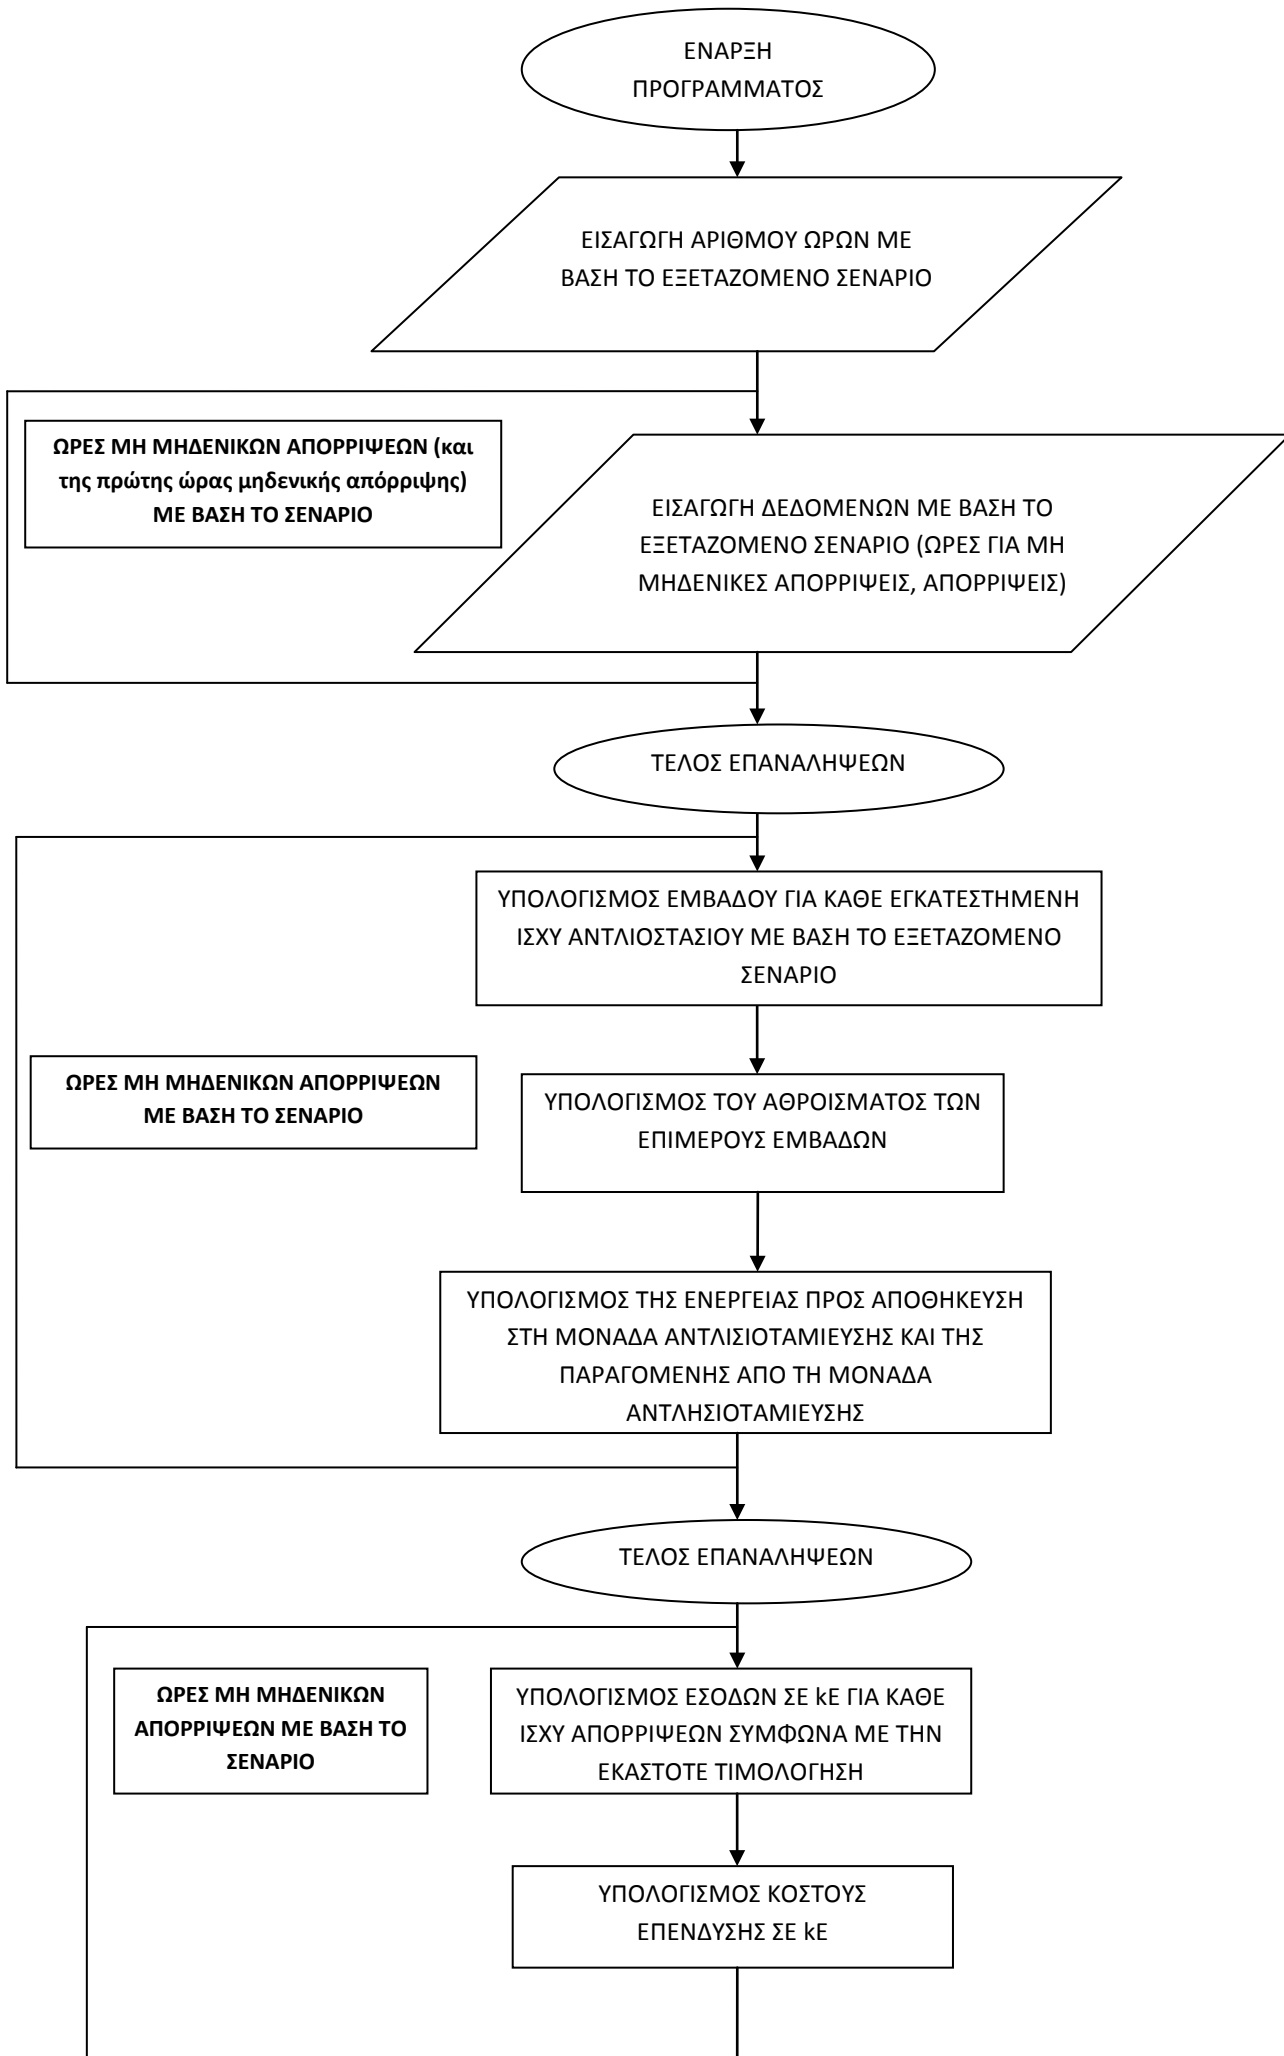 ΕΝΑΡΞΗ
ΠΡΟΓΡΑΜΜΑΤΟΣ
ΕΙΣΑΓΩΓΗ ΑΡΙΘΜΟΥ ΩΡΩΝ ΜΕ
ΒΑΣΗ ΤΟ ΕΞΕΤΑΖΟΜΕΝΟ ΣΕΝΑΡΙΟ
ΩΡΕΣ ΜΗ ΜΗΔΕΝΙΚΩΝ ΑΠΟΡΡΙΨΕΩΝ (και
της πρώτης ώρας μηδενικής απόρριψης)
ΜΕ ΒΑΣΗ ΤΟ ΣΕΝΑΡΙΟ
ΕΙΣΑΓΩΓΗ ΔΕΔΟΜΕΝΩΝ ΜΕ ΒΑΣΗ ΤΟ
ΕΞΕΤΑΖΟΜΕΝΟ ΣΕΝΑΡΙΟ (ΩΡΕΣ ΓΙΑ ΜΗ
ΜΗΔΕΝΙΚΕΣ ΑΠΟΡΡΙΨΕΙΣ, ΑΠΟΡΡΙΨΕΙΣ)
ΤΕΛΟΣ ΕΠΑΝΑΛΗΨΕΩΝ
ΥΠΟΛΟΓΙΣΜΟΣ ΕΜΒΑΔΟΥ ΓΙΑ ΚΑΘΕ ΕΓΚΑΤΕΣΤΗΜΕΝΗ
ΙΣΧΥ ΑΝΤΛΙΟΣΤΑΣΙΟΥ ΜΕ ΒΑΣΗ ΤΟ ΕΞΕΤΑΖΟΜΕΝΟ
ΣΕΝΑΡΙΟ
ΩΡΕΣ ΜΗ ΜΗΔΕΝΙΚΩΝ ΑΠΟΡΡΙΨΕΩΝ
ΜΕ ΒΑΣΗ ΤΟ ΣΕΝΑΡΙΟ
ΥΠΟΛΟΓΙΣΜΟΣ ΤΟΥ ΑΘΡΟΙΣΜΑΤΟΣ ΤΩΝ
ΕΠΙΜΕΡΟΥΣ ΕΜΒΑΔΩΝ
ΥΠΟΛΟΓΙΣΜΟΣ ΤΗΣ ΕΝΕΡΓΕΙΑΣ ΠΡΟΣ ΑΠΟΘΗΚΕΥΣΗ
ΣΤΗ ΜΟΝΑΔΑ ΑΝΤΛΙΣΙΟΤΑΜΙΕΥΣΗΣ ΚΑΙ ΤΗΣ
ΠΑΡΑΓΟΜΕΝΗΣ ΑΠΟ ΤΗ ΜΟΝΑΔΑ
ΑΝΤΛΗΣΙΟΤΑΜΙΕΥΣΗΣ
ΤΕΛΟΣ ΕΠΑΝΑΛΗΨΕΩΝ
ΩΡΕΣ ΜΗ ΜΗΔΕΝΙΚΩΝ
ΑΠΟΡΡΙΨΕΩΝ ΜΕ ΒΑΣΗ ΤΟ
ΣΕΝΑΡΙΟ
ΥΠΟΛΟΓΙΣΜΟΣ ΕΣΟΔΩΝ ΣΕ kE ΓΙΑ ΚΑΘΕ
ΙΣΧΥ ΑΠΟΡΡΙΨΕΩΝ ΣΥΜΦΩΝΑ ΜΕ ΤΗΝ
ΕΚΑΣΤΟΤΕ ΤΙΜΟΛΟΓΗΣΗ
ΥΠΟΛΟΓΙΣΜΟΣ ΚΟΣΤΟΥΣ
ΕΠΕΝΔΥΣΗΣ ΣΕ kE